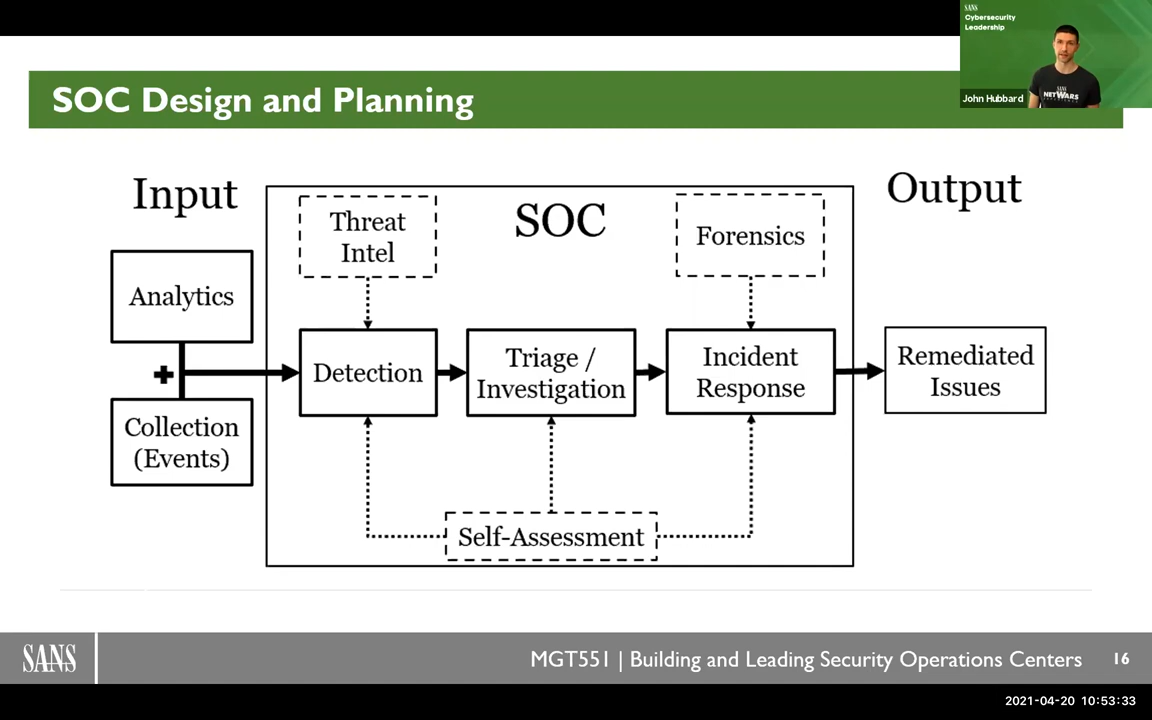 SANS
Cybersecurity
Leadership
NETWARS
John Hubbard
SOC Design and Planning
Input
SOC
Output
Threat
Intel
Forensics
Analytics
+
Collection
(Events)
Detection
Triage /
Investigation
Incident
Response
Remediated
Issues
Self-Assessment
SANS
MGT551 | Building and Leading Security Operations Centers
16
2021-04-20 10:53:33